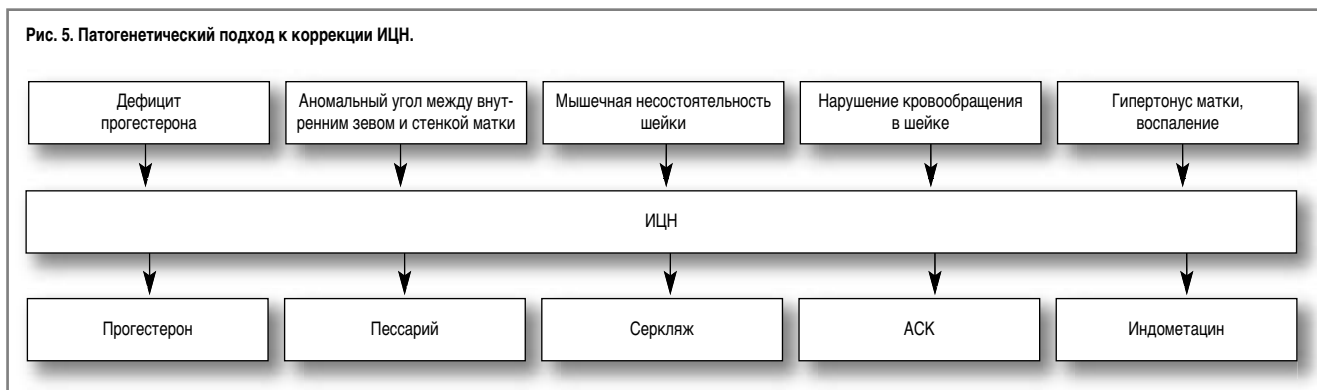 Рис. 5. Патогенетический подход к коррекции ИЦН.
Дефицит
прогестерона
Аномальный угол между внут-
ренним зевом и стенкой матки
Мышечная несостоятельность
шейки
Нарушение кровообращения
в шейке
Гипертонус матки,
воспаление
ИЦН
Прогестерон
Пессарий
Серкляж
АСК
Индометацин